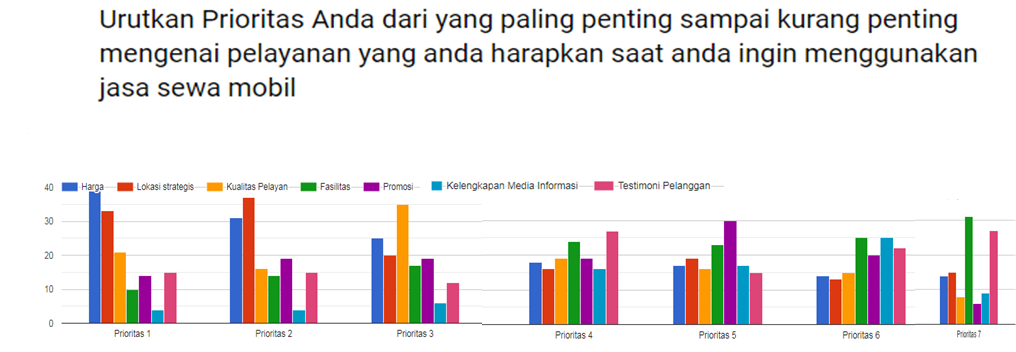 Urutkan Prioritas Anda dari yang paling penting sampai kurang penting
mengenai pelayanan yang anda harapkan saat anda ingin menggunakan
jasa sewa mobil
Harga Lokasi strategis Kualitas Pelayan Fasilitas Promosi Kelengkapan Media Informasi Testimoni Pelanggan
40
30
20
10
0
Prioritas 1 Prioritas 2 Prioritas 3 Prioritas 4 Prioritas 5 Prioritas 6 Prioritas 7